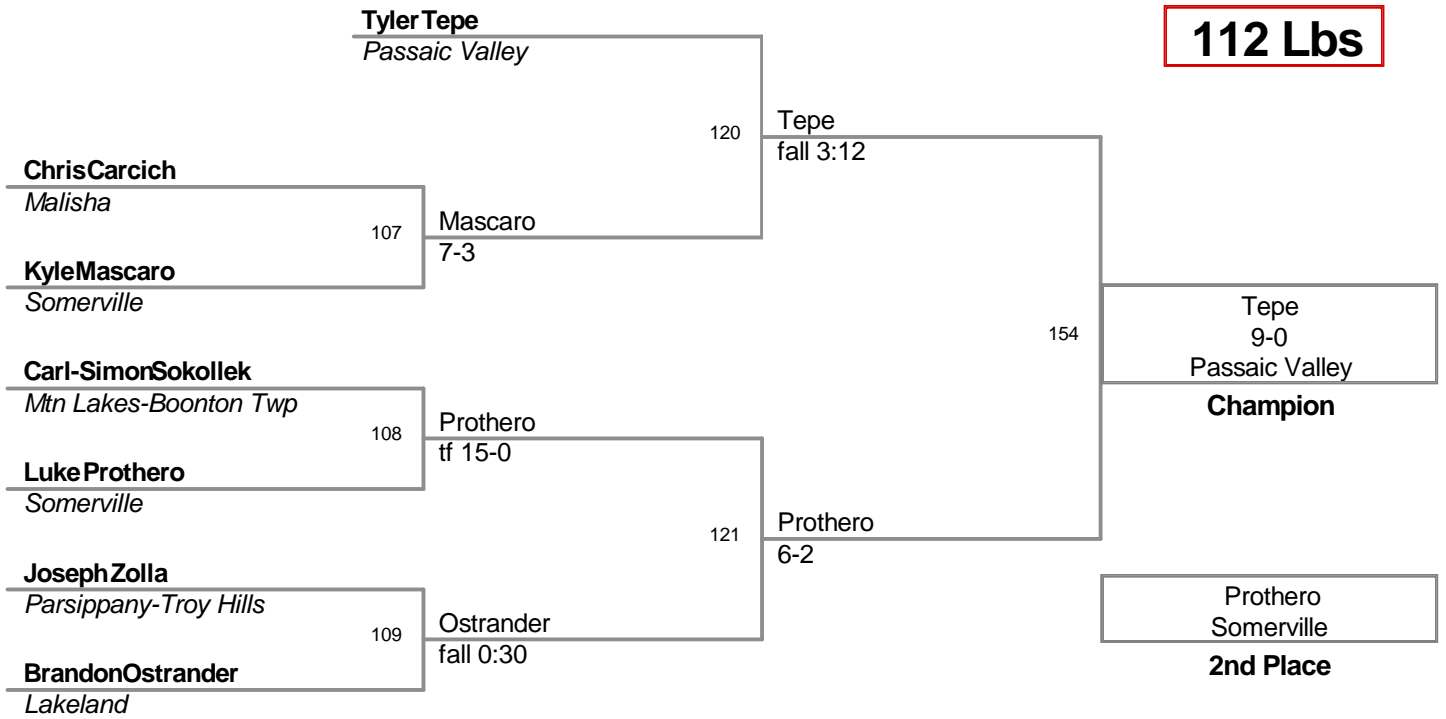 Tyler Tepe
Passaic Valley
112 Lbs
120
Tepe
fall 3:12
Chris Carcich
Malisha
107
Mascaro
7-3
Kyle Mascaro
Somerville
154
Tepe
9-0
Passaic Valley
Champion
Carl-Simon Sokollek
Mtn Lakes-Boonton Twp
108
Prothero
tf 15-0
Luke Prothero
Somerville
121
Prothero
6-2
Joseph Zolla
Parsippany-Troy Hills
109
Ostrander
fall 0:30
Brandon Ostrander
Lakeland
Prothero
Somerville
2nd Place